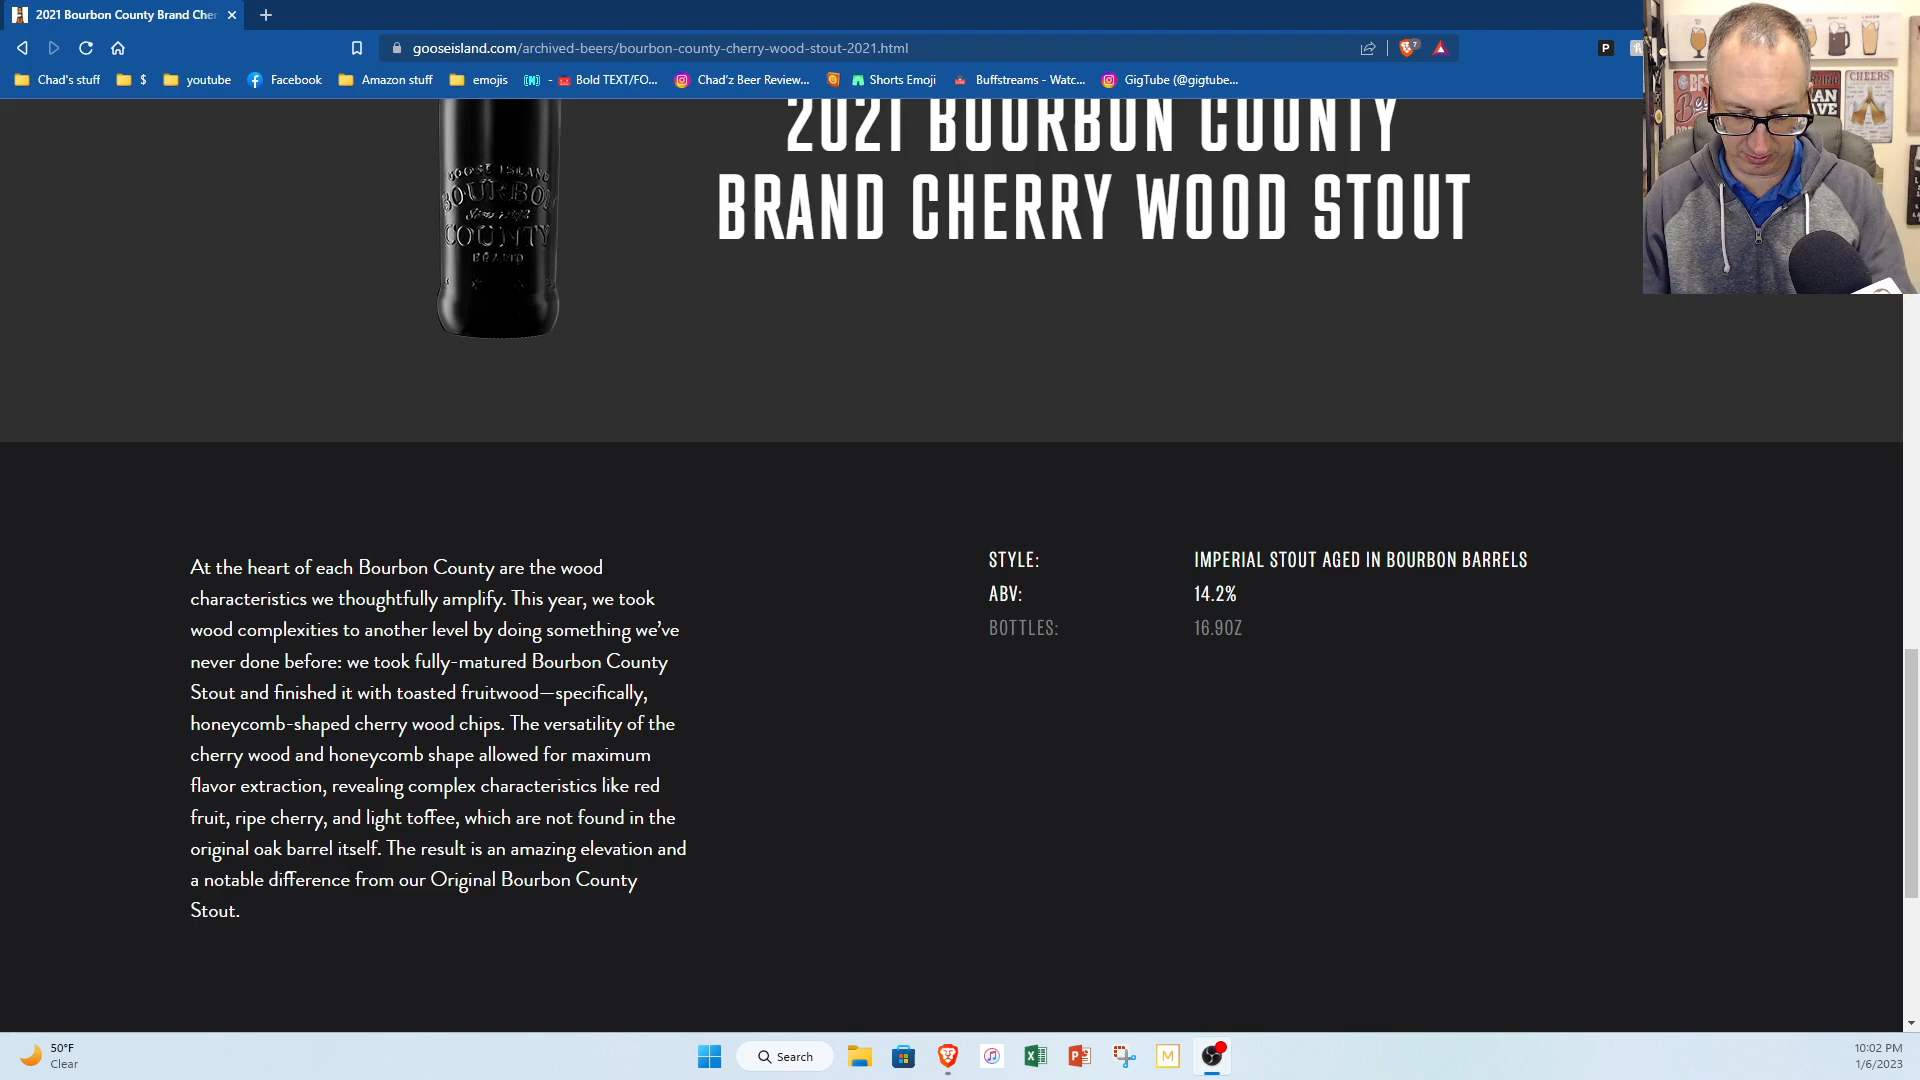 2021 Bourbon County Brand Cher
gooseisland.com/archived-beers/bourbon-county-cherry-wood-stout-2021.html
7
P
Chad's stuff
$
youtube
Facebook
Amazon stuff
emojis
[N]
- Bold TEXT/FO...
Chad'z Beer Review...
Shorts Emoji
Buffstreams - Watc...
GigTube (@gigtube...
CHEERS
2021 BOURBON COUNTY
BRAND CHERRY WOOD STOUT
GOOSE ISLAND
BOURBON
COUNTY
BRAND
At the heart of each Bourbon County are the wood
characteristics we thoughtfully amplify. This year, we took
wood complexities to another level by doing something we’ve
never done before: we took fully-matured Bourbon County
Stout and finished it with toasted fruitwood—specifically,
honeycomb-shaped cherry wood chips. The versatility of the
cherry wood and honeycomb shape allowed for maximum
flavor extraction, revealing complex characteristics like red
fruit, ripe cherry, and light toffee, which are not found in the
original oak barrel itself. The result is an amazing elevation and
a notable difference from our Original Bourbon County
Stout.
STYLE: IMPERIAL STOUT AGED IN BOURBON BARRELS
ABV: 14.2%
BOTTLES: 16.9OZ
50°F
Clear
Search
M
10:02 PM
1/6/2023